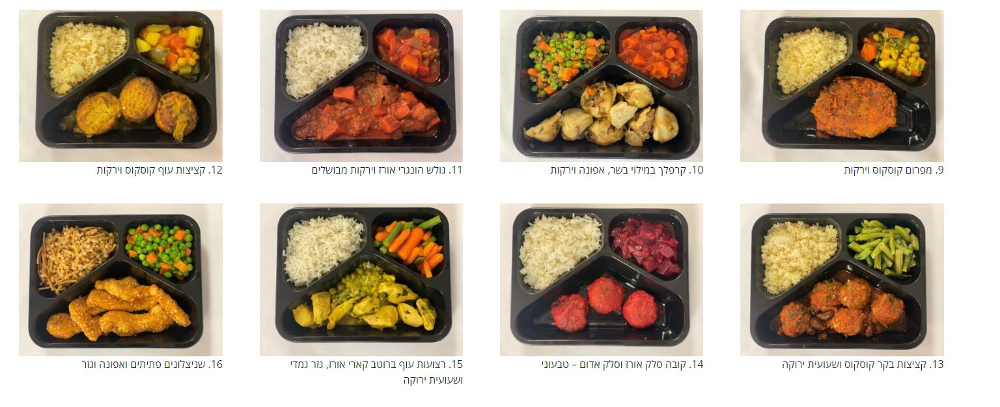 9. מפרום קוסקוס וירקות
10. קרפלך במילוי בשר, אפונה וירקות
11. גולש הונגרי אורז וירקות מבושלים
12. קציצות עוף קוסקוס וירקות
13. קציצות בקר קוסקוס ושעועית ירוקה
14. קובה סלק אורז וסלק אדום – טבעוני
15. רצועות עוף ברוטב קארי אורז, גזר גמדי
ושעועית ירוקה
16. שניצלונים פתיתים ואפונה וגזר